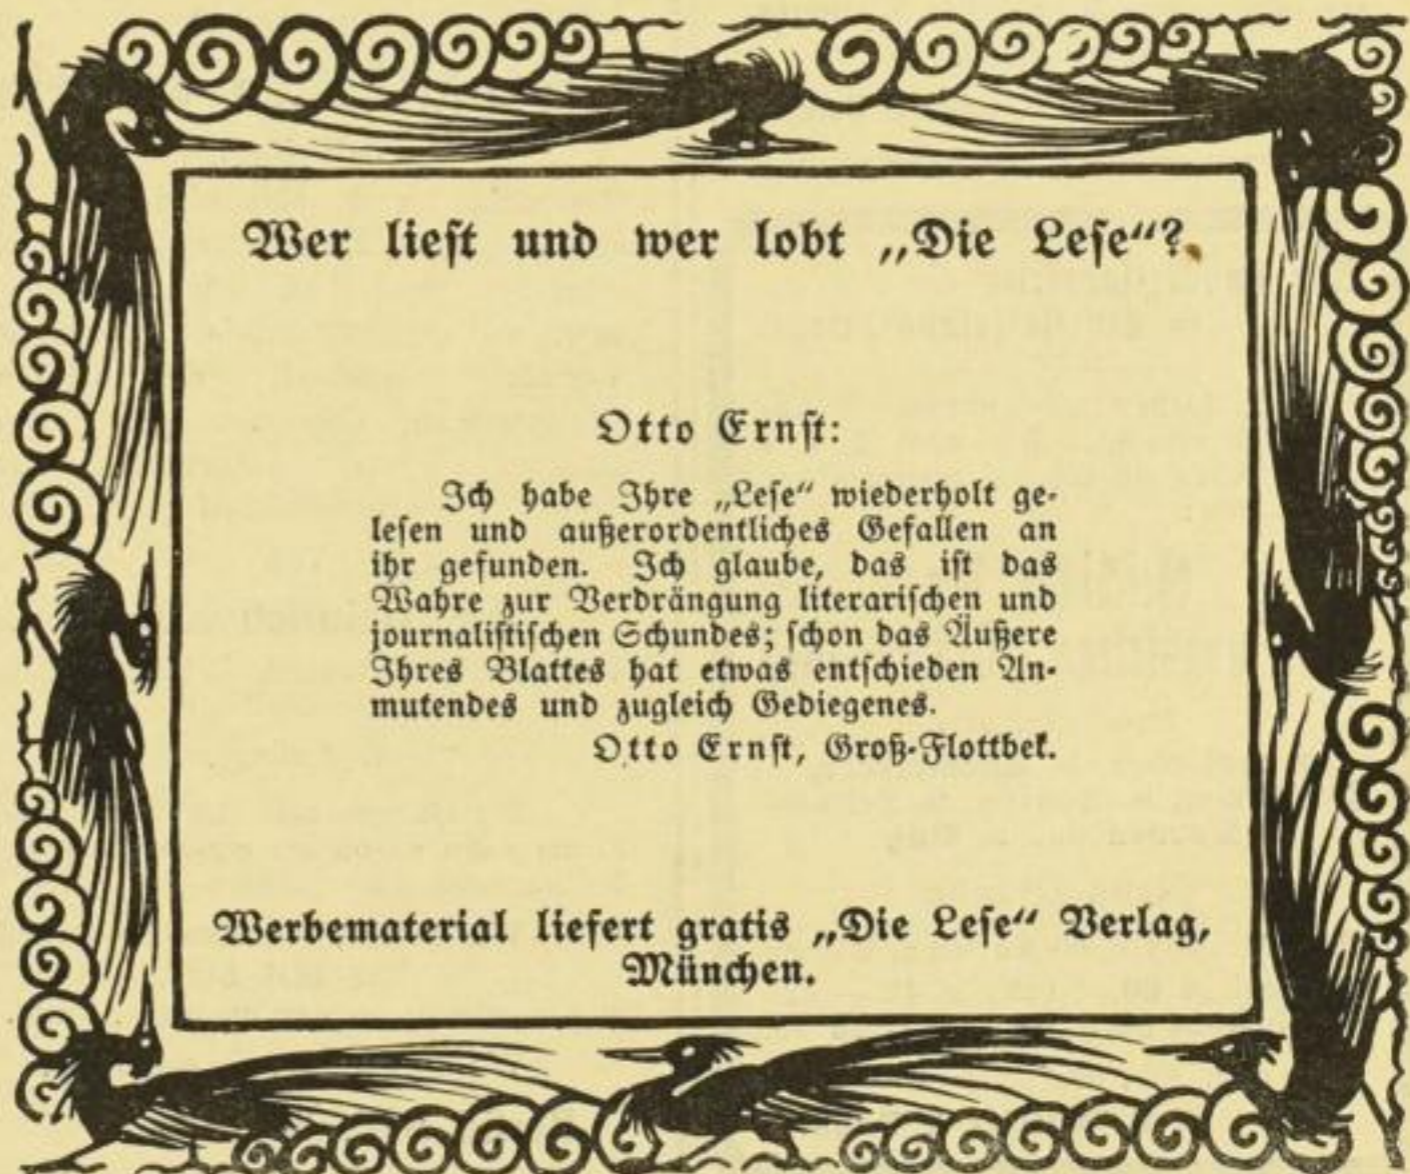 Wer liest und wer lobt „Die Lese“?
Otto Ernst:
Ich habe Ihre „Lese“ wiederholt ge-
lesen und außerordentliches Gefallen an
ihr gefunden. Ich glaube, das ist das
Wahre zur Verdrängung literarischen und
journalistischen Schundes; schon das Äußere
Ihres Blattes hat etwas entschieden An-
mutendes und zugleich Gediegenes.
Otto Ernst, Groß-Flottbek.
Werbematerial liefert gratis „Die Lese“ Verlag,
München.